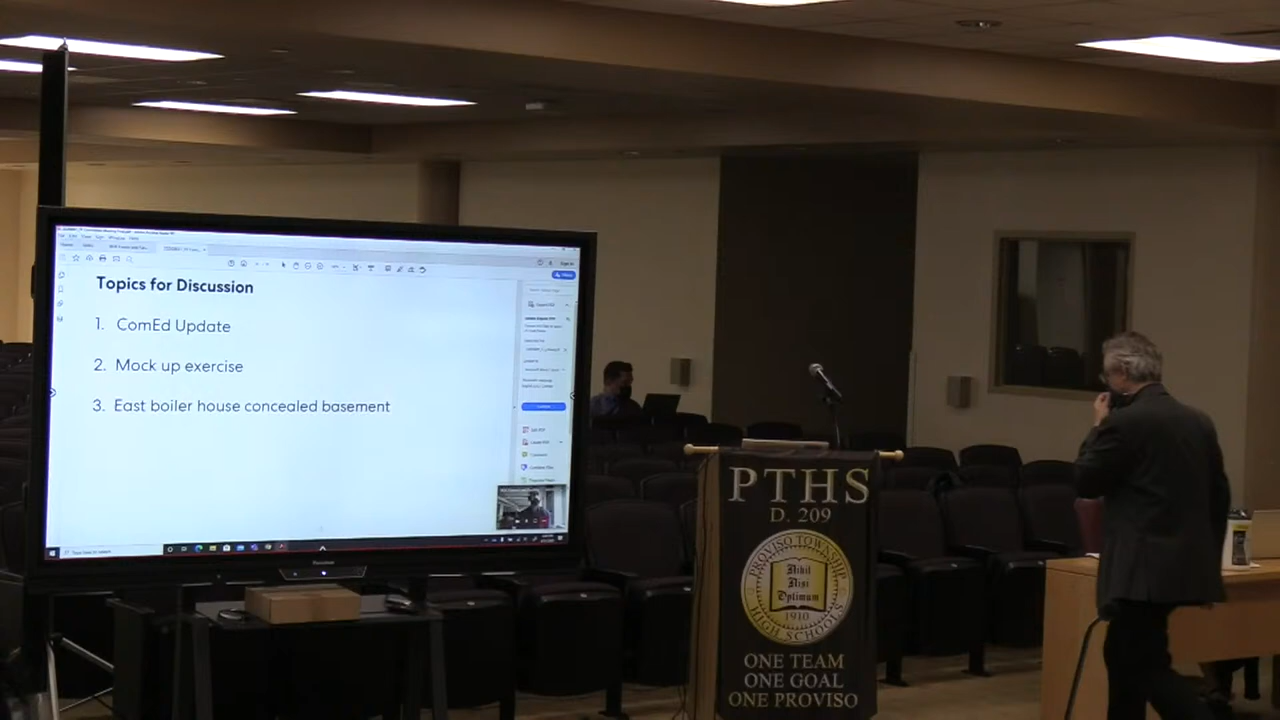 Topics for Discussion
1. ComEd Update
2. Mock up exercise
3. East boiler house concealed basement
PTHS
D. 209
PROVISO TOWNSHIP
Nihil
Nisi
Optimum
1910
HIGH SCHOOLS
ONE TEAM
ONE GOAL
ONE PROVISO